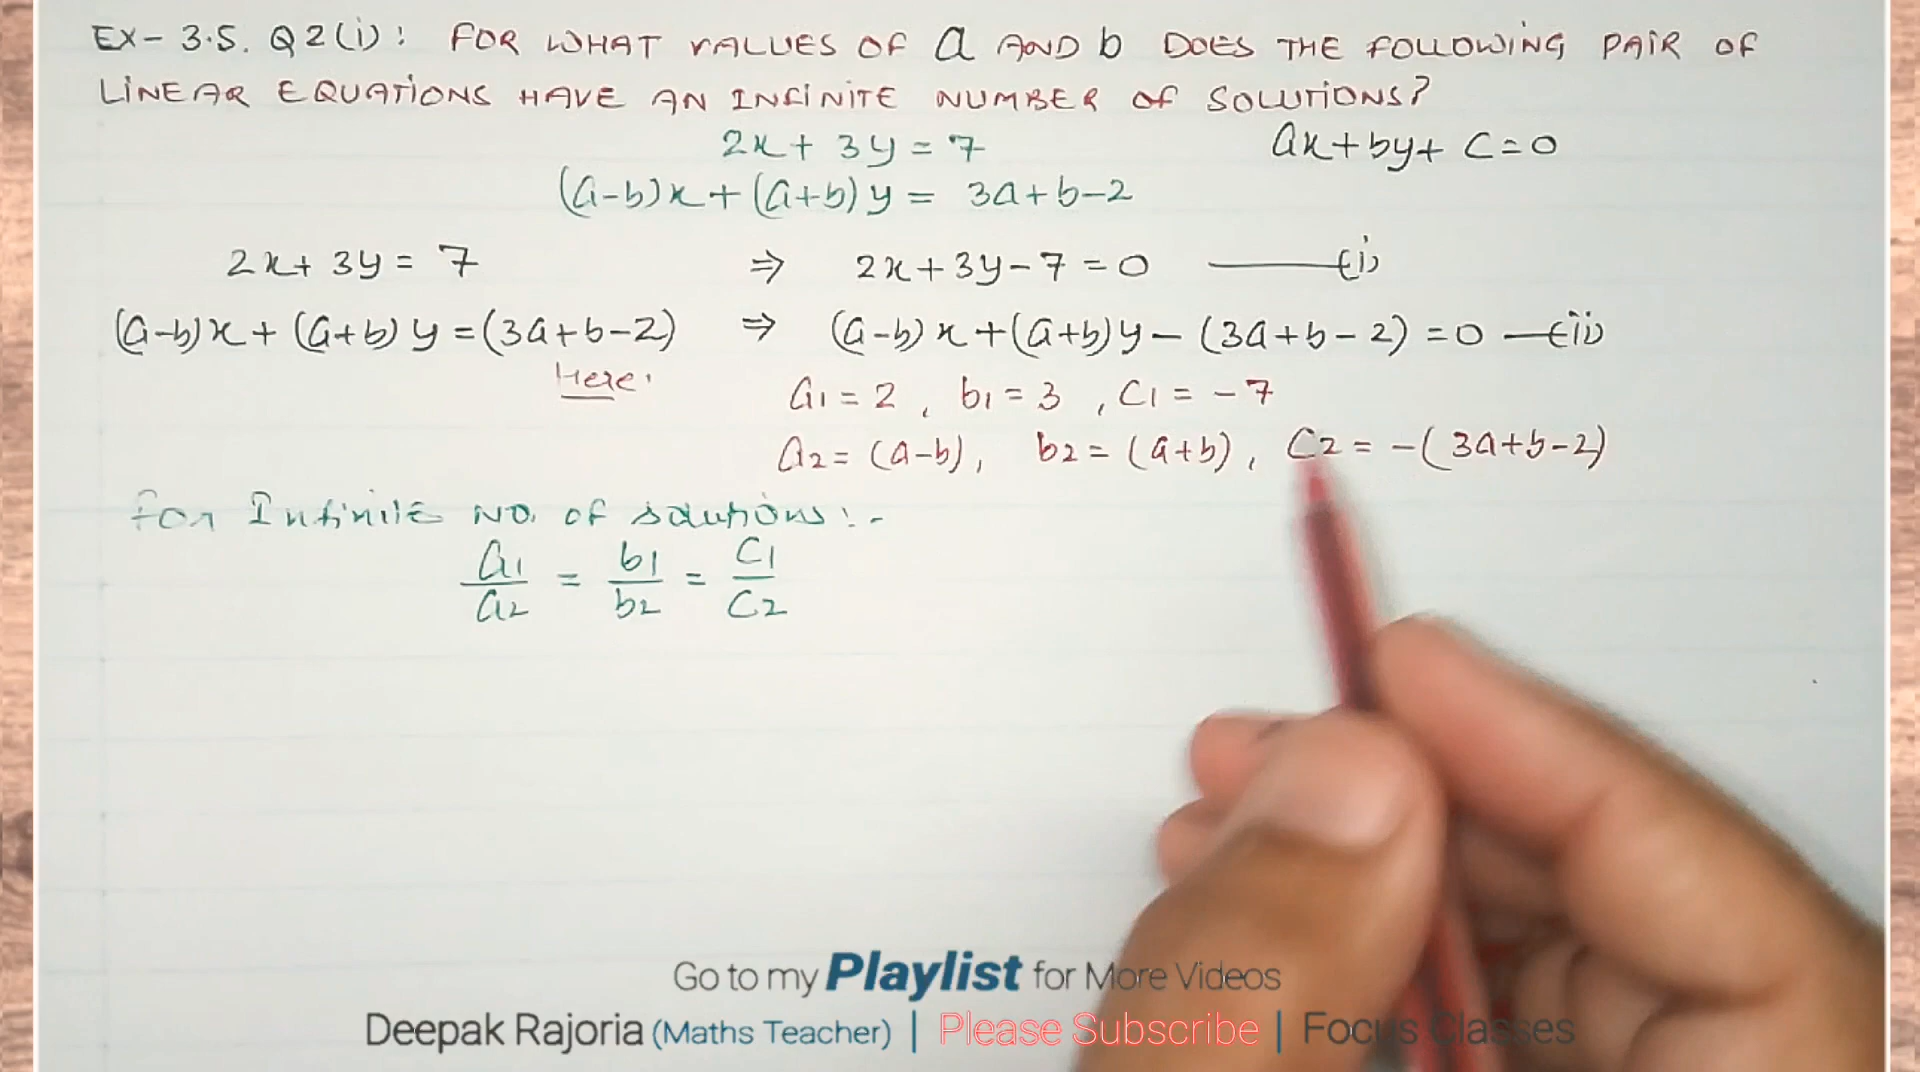 EX- 3.5. Q2(i): FOR WHAT VALUES OF a AND b DOES THE FOLLOWING PAIR OF
LINEAR EQUATIONS HAVE AN INFINITE NUMBER OF SOLUTIONS?
2x+3y=7 ax+by+c=0
(a-b)x+(a+b)y= 3a+b-2
2x+3y=7 ⇒ 2x+3y-7=0 —(i)
(a-b)x+(a+b)y=(3a+b-2) ⇒ (a-b)x+(a+b)y-(3a+b-2)=0 —(ii)
Here. a1=2, b1=3, c1=-7
a2=(a-b), b2=(a+b), c2=-(3a+b-2)
For Infinite NO. of solutions:-
a1/a2 = b1/b2 = c1/c2
Go to my Playlist for More Videos
Deepak Rajoria (Maths Teacher) | Please Subscribe | Focus Classes